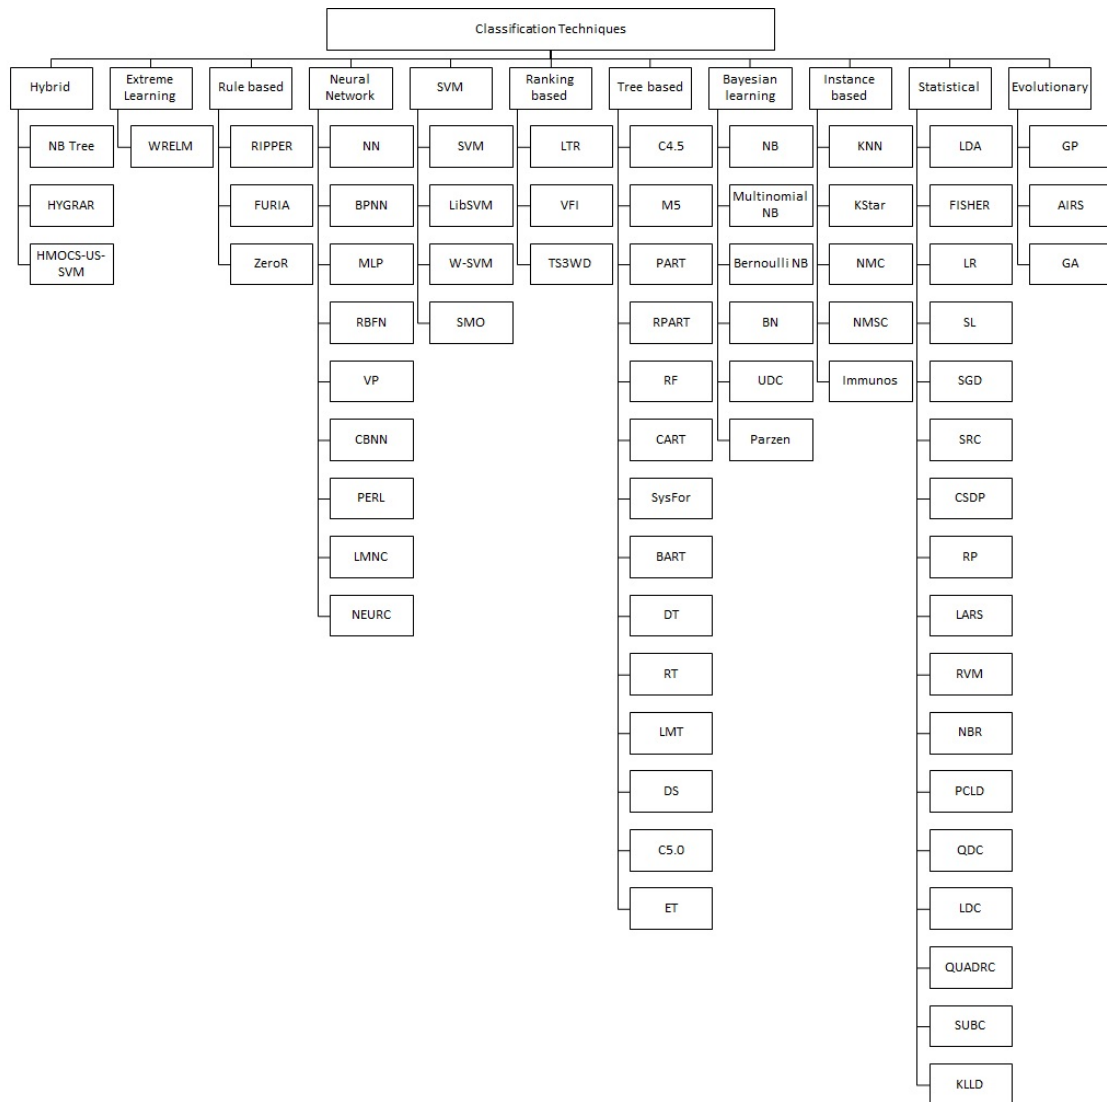 Classification Techniques
Hybrid
Extreme
Learning
Rule based
Neural
Network
SVM
Ranking
based
Tree based
Bayesian
learning
Instance
based
Statistical
Evolutionary
NB Tree
WRELM
RIPPER
NN
SVM
LTR
C4.5
NB
KNN
LDA
GP
HYGRAR
FURIA
BPNN
LibSVM
VFI
M5
Multinomial
NB
KStar
FISHER
AIRS
HMOCS-US-
SVM
ZeroR
MLP
W-SVM
TS3WD
PART
Bernoulli NB
NMC
LR
GA
RBFN
SMO
RPART
BN
NMSC
SL
VP
RF
UDC
Immunos
SGD
CBNN
CART
Parzen
SRC
PERL
SysFor
CSDP
LMNC
BART
RP
NEURC
DT
LARS
RT
RVM
LMT
NBR
DS
PCLD
C5.0
QDC
ET
LDC
QUADRC
SUBC
KLLD